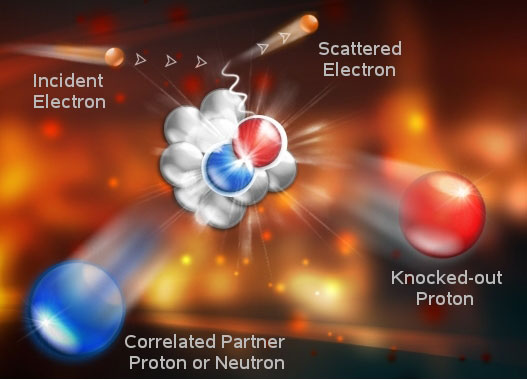 Incident
Electron
Scattered
Electron
Knocked-out
Proton
Correlated Partner
Proton or Neutron